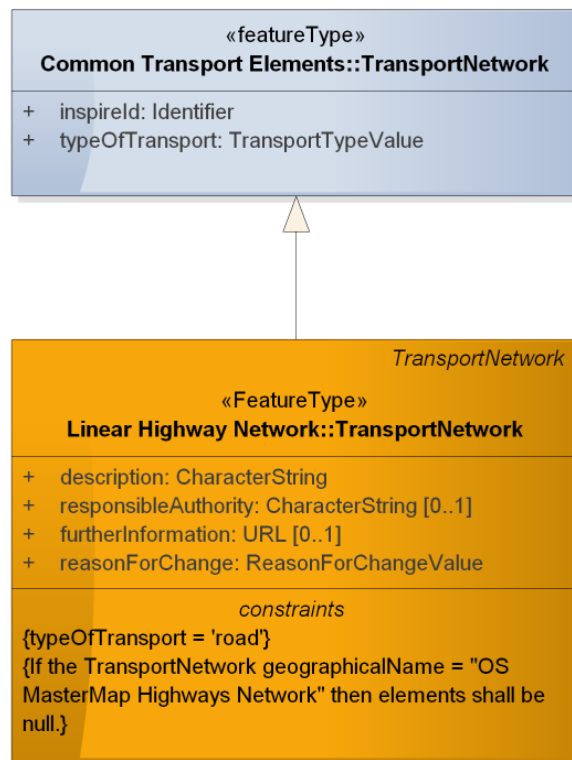 «featureType»
Common Transport Elements::TransportNetwork
+ inspireId: Identifier
+ typeOfTransport: TransportTypeValue
TransportNetwork
«FeatureType»
Linear Highway Network::TransportNetwork
+ description: CharacterString
+ responsibleAuthority: CharacterString [0..1]
+ furtherInformation: URL [0..1]
+ reasonForChange: ReasonForChangeValue
constraints
{typeOfTransport = 'road'}
{If the TransportNetwork geographicalName = "OS
MasterMap Highways Network" then elements shall be
null.}